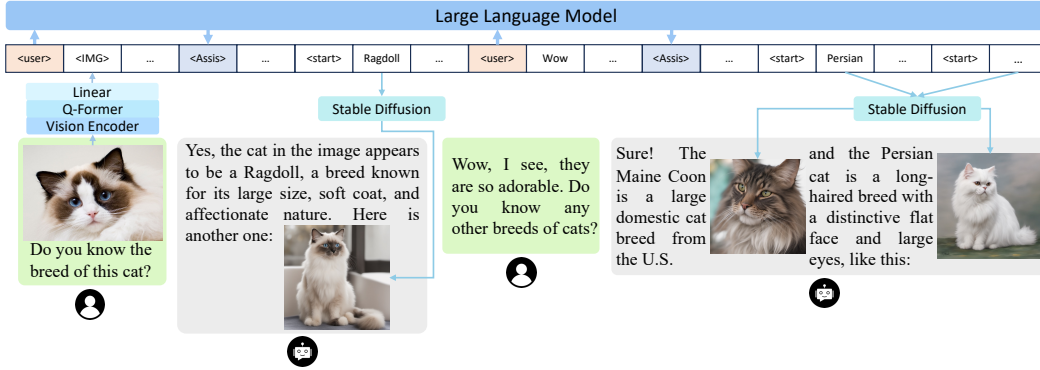 Large Language Model
<user> <IMG> ... <Assis> ... <start> Ragdoll ... <user> Wow ... <Assis> ... <start> Persian ... <start> ...
Linear
Q-Former
Vision Encoder
Stable Diffusion
Stable Diffusion
Do you know the
breed of this cat?
Yes, the cat in the image appears
to be a Ragdoll, a breed known
for its large size, soft coat, and
affectionate nature. Here is
another one:
Wow, I see, they
are so adorable. Do
you know any
other breeds of cats?
Sure! The
Maine Coon
is a large
domestic cat
breed from
the U.S.
and the Persian
cat is a long-
haired breed with
a distinctive flat
face and large
eyes, like this: